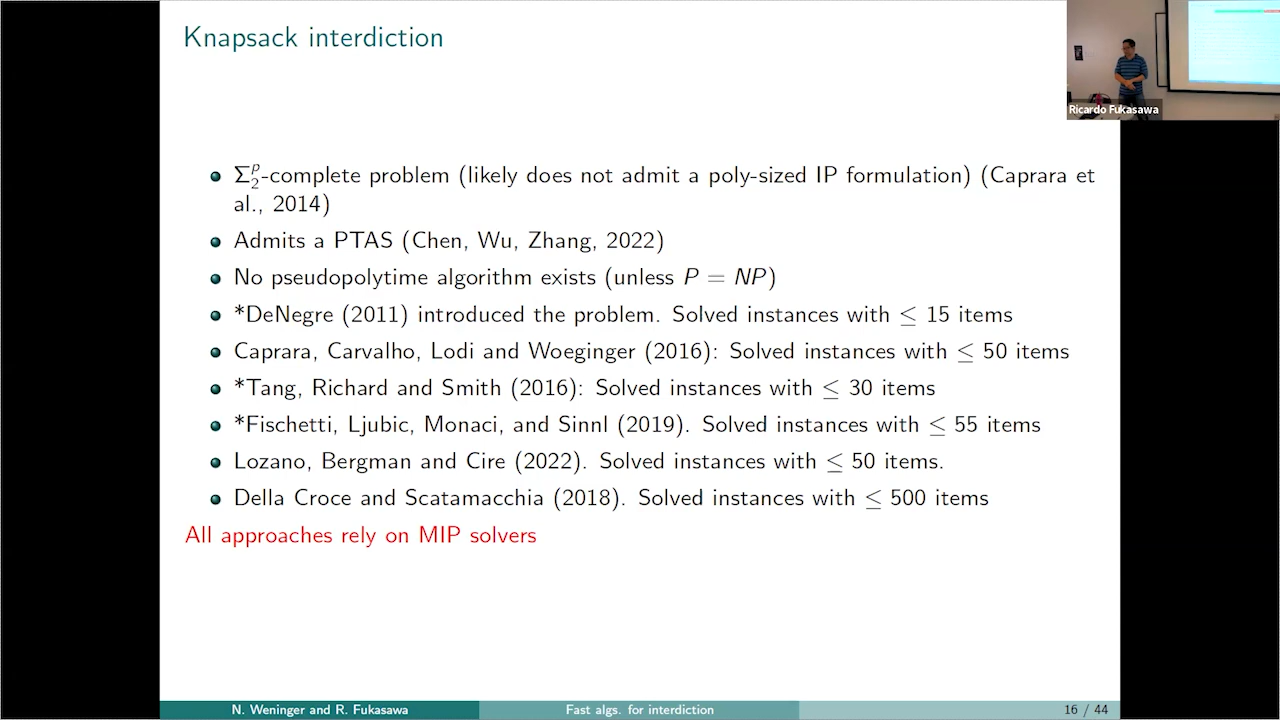 Knapsack interdiction
Ricardo Fukasawa
Σ₂ᵖ-complete problem (likely does not admit a poly-sized IP formulation) (Caprara et
al., 2014)
Admits a PTAS (Chen, Wu, Zhang, 2022)
No pseudopolytime algorithm exists (unless P = NP)
*DeNegre (2011) introduced the problem. Solved instances with ≤ 15 items
Caprara, Carvalho, Lodi and Woeginger (2016): Solved instances with ≤ 50 items
*Tang, Richard and Smith (2016): Solved instances with ≤ 30 items
*Fischetti, Ljubic, Monaci, and Sinnl (2019). Solved instances with ≤ 55 items
Lozano, Bergman and Cire (2022). Solved instances with ≤ 50 items.
Della Croce and Scatamacchia (2018). Solved instances with ≤ 500 items
All approaches rely on MIP solvers
N. Weninger and R. Fukasawa
Fast algs. for interdiction
16 / 44